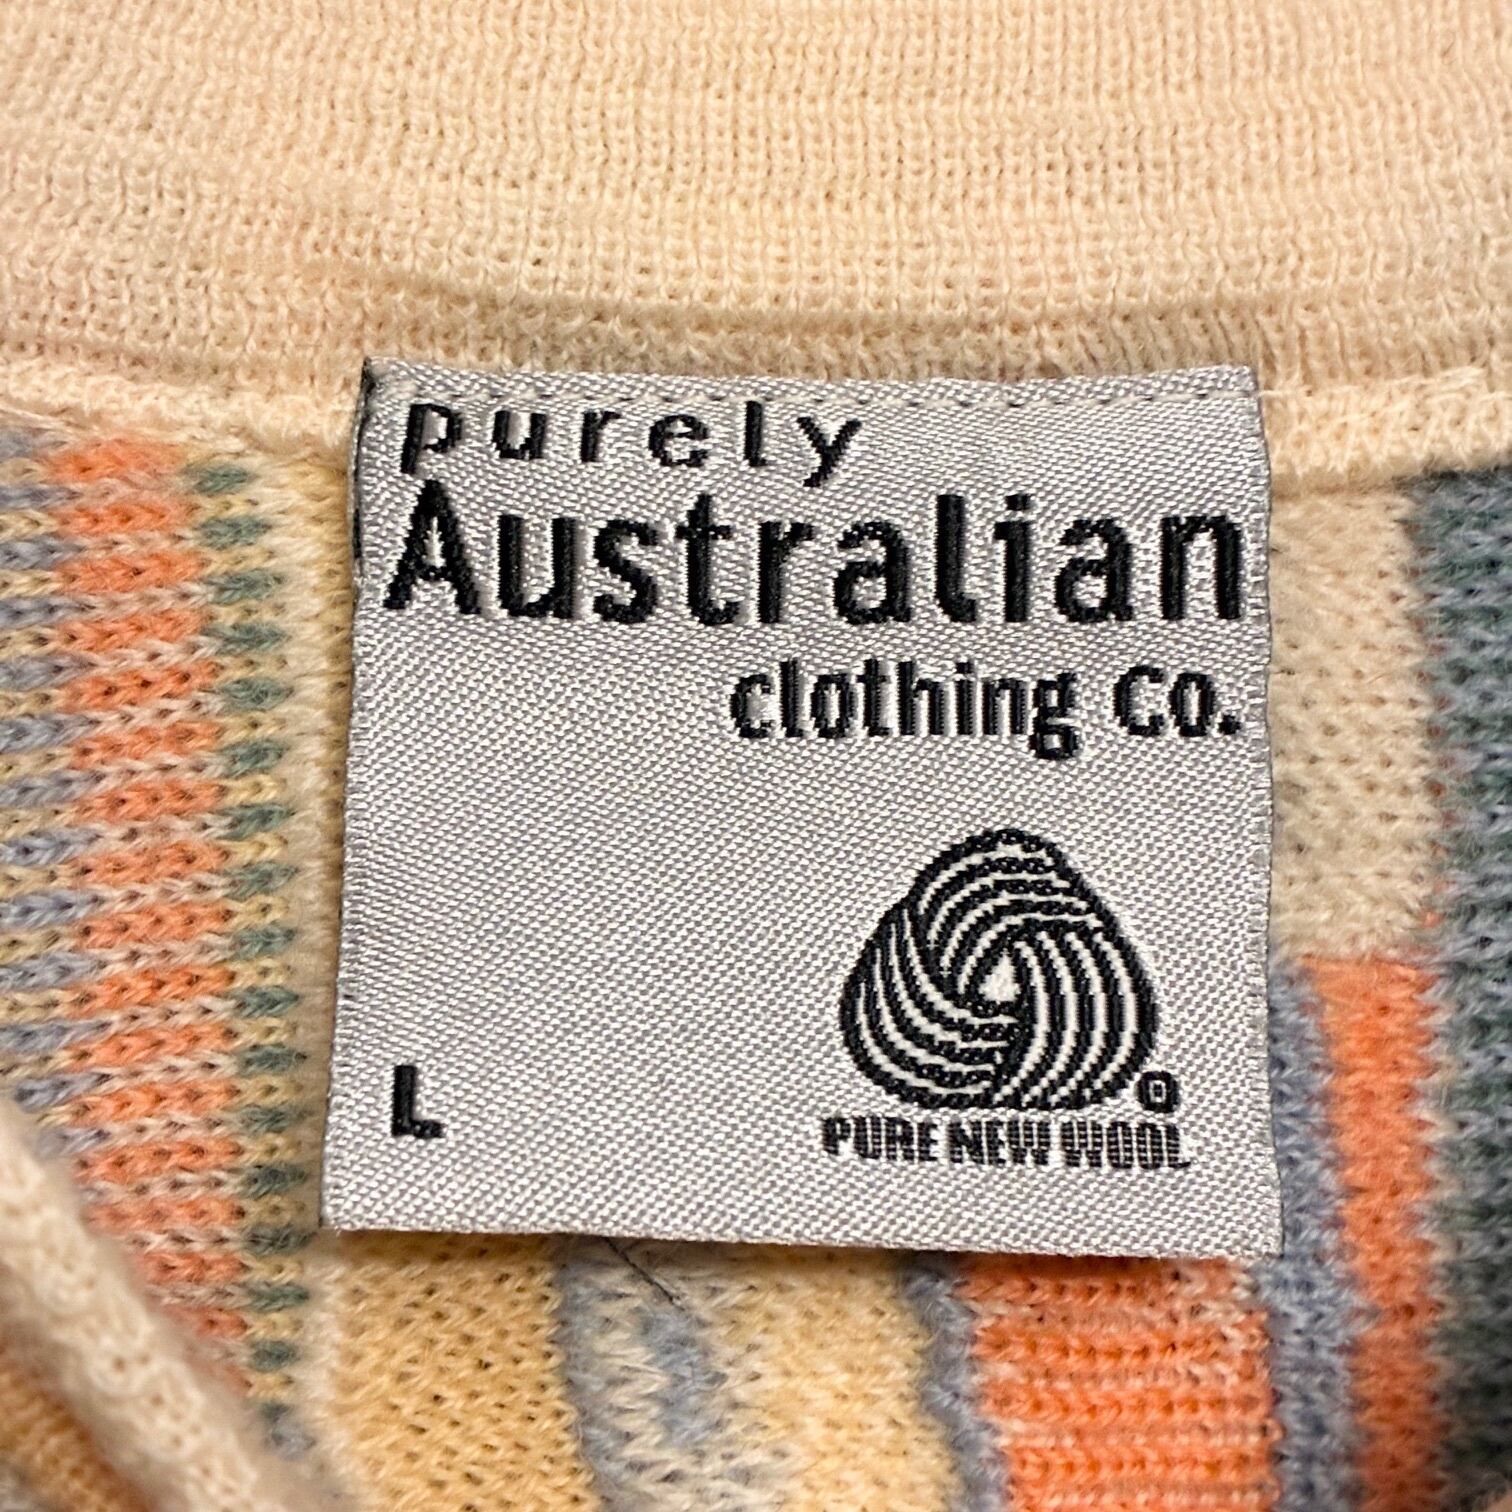 purely
Australian
clothing co.
L
PURE NEW WOOL